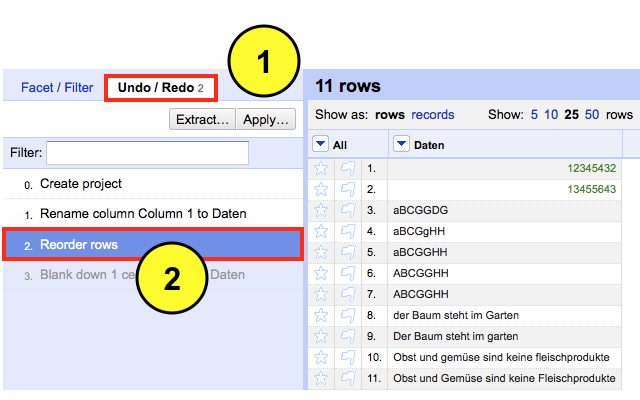 1
Facet / Filter Undo / Redo 2
Extract... Apply...
Filter:
0. Create project
1. Rename column Column 1 to Daten
2. Reorder rows
3. Blank down 1 ce Daten
2
11 rows
Show as: rows records Show: 5 10 25 50 rows
All Daten
1. 12345432
2. 13455643
3. aBCGGDG
4. aBCGgHH
5. aBCGGHH
6. ABCGGHH
7. ABCGGHH
8. der Baum steht im Garten
9. Der Baum steht im garten
10. Obst und gemüse sind keine fleischprodukte
11. Obst und Gemüse sind keine Fleischprodukte